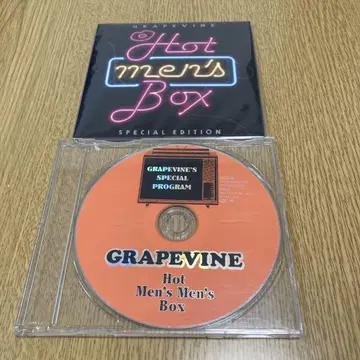 GRAPEVINE
Hot
men's
Box
SPECIAL EDITION
GRAPEVINE'S
SPECIAL
PROGRAM
GRAPEVINE
Hot
Men's Men's
Box